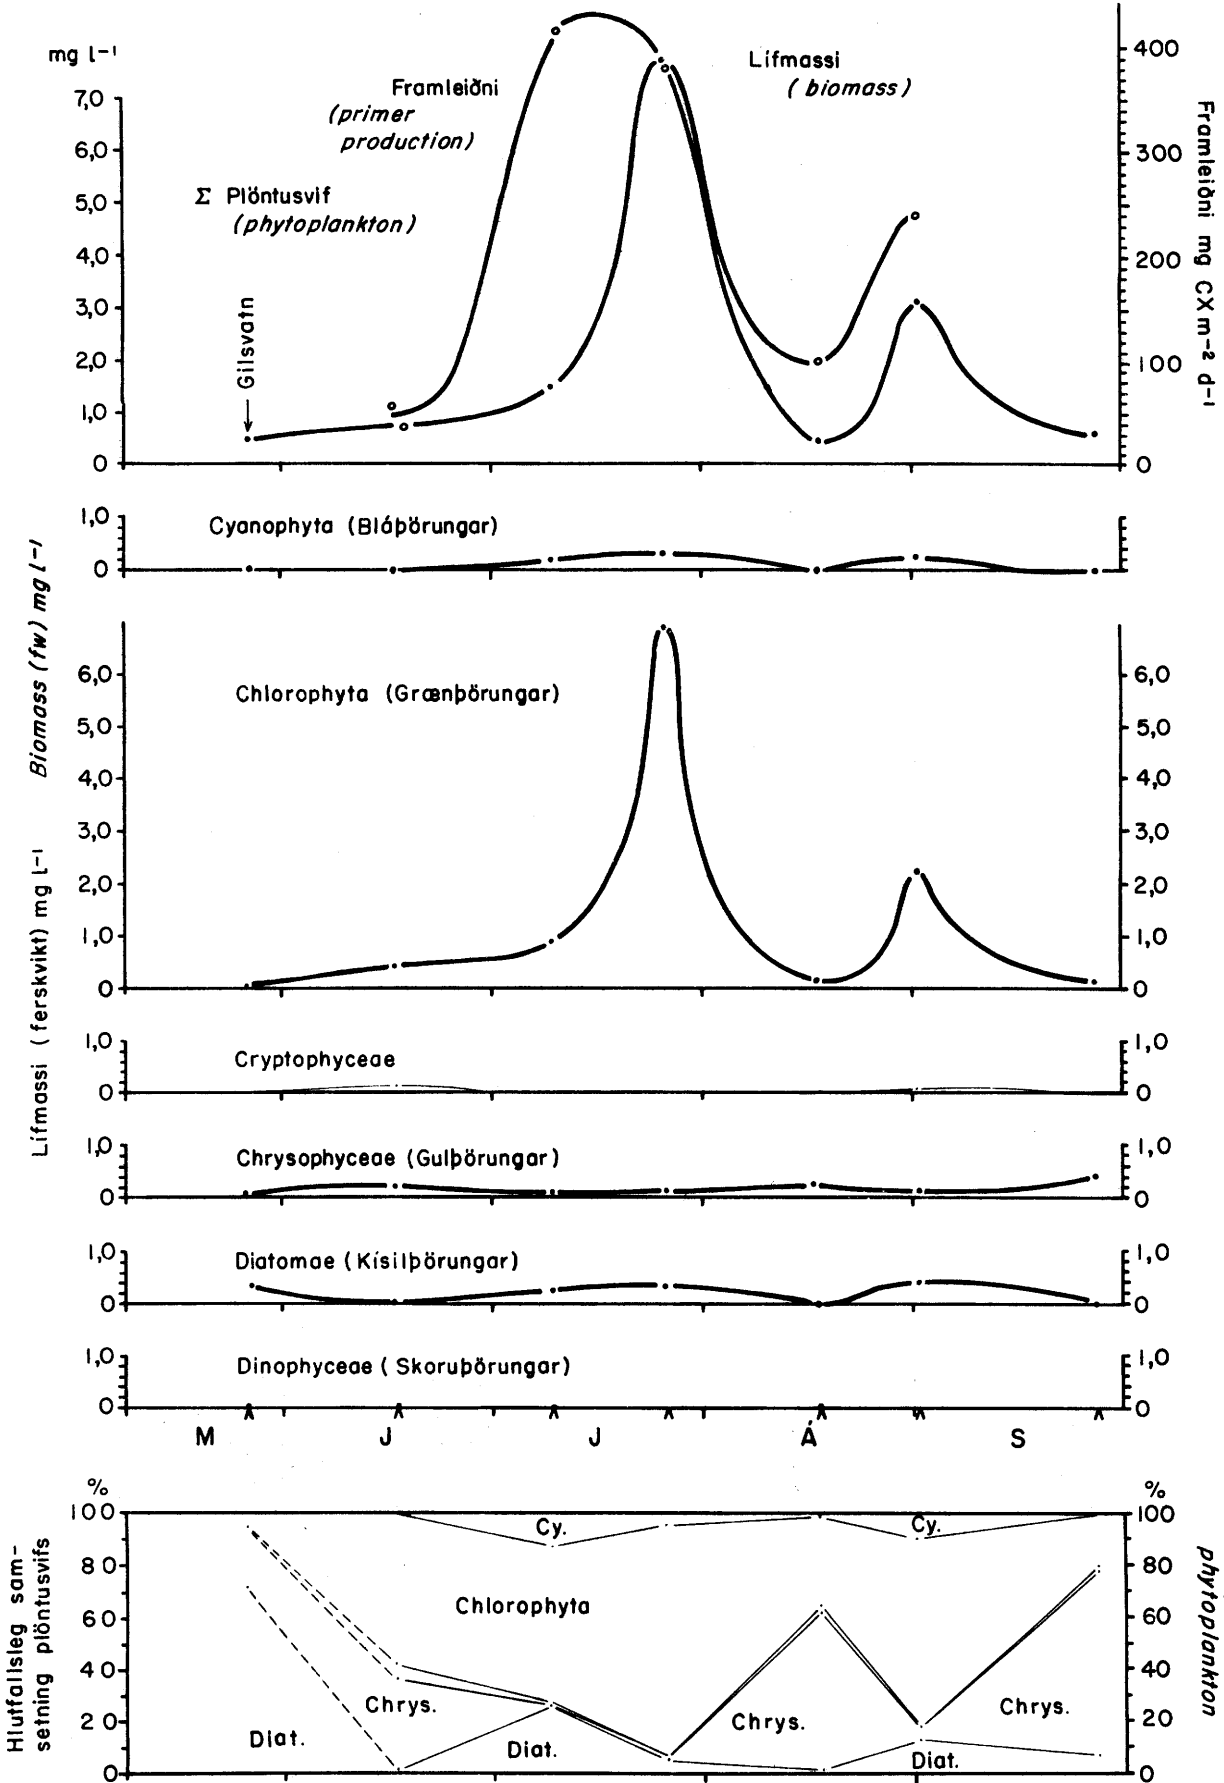 mg l⁻¹
7,0
6,0
5,0
4,0
3,0
2,0
1,0
0
Framleiðni
(primer
production)
Lífmassi
(biomass)
Σ Plöntusvif
(phytoplankton)
Gilsvatn
400
300
200
100
0
Framleiðni mg CX m⁻² d⁻¹
1,0
0
Cyanophyta (Bláþörungar)
Lífmassi (ferskvikt) mg l⁻¹ Biomass (fw) mg l⁻¹
6,0
5,0
4,0
3,0
2,0
1,0
0
Chlorophyta (Grænþörungar)
6,0
5,0
4,0
3,0
2,0
1,0
0
1,0
0
Cryptophyceae
1,0
0
1,0
0
Chrysophyceae (Gulþörungar)
1,0
0
1,0
0
Diatomae (Kísilþörungar)
1,0
0
1,0
0
Dinophyceae (Skoruþörungar)
1,0
0
M J J Á S
%
100
80
60
40
20
0
Hlutfallsleg sam-
setning plöntusvifs
Cy. Cy.
Chlorophyta
Chrys. Chrys. Chrys.
Diat. Diat. Diat.
%
100
80
60
40
20
0
phytoplankton